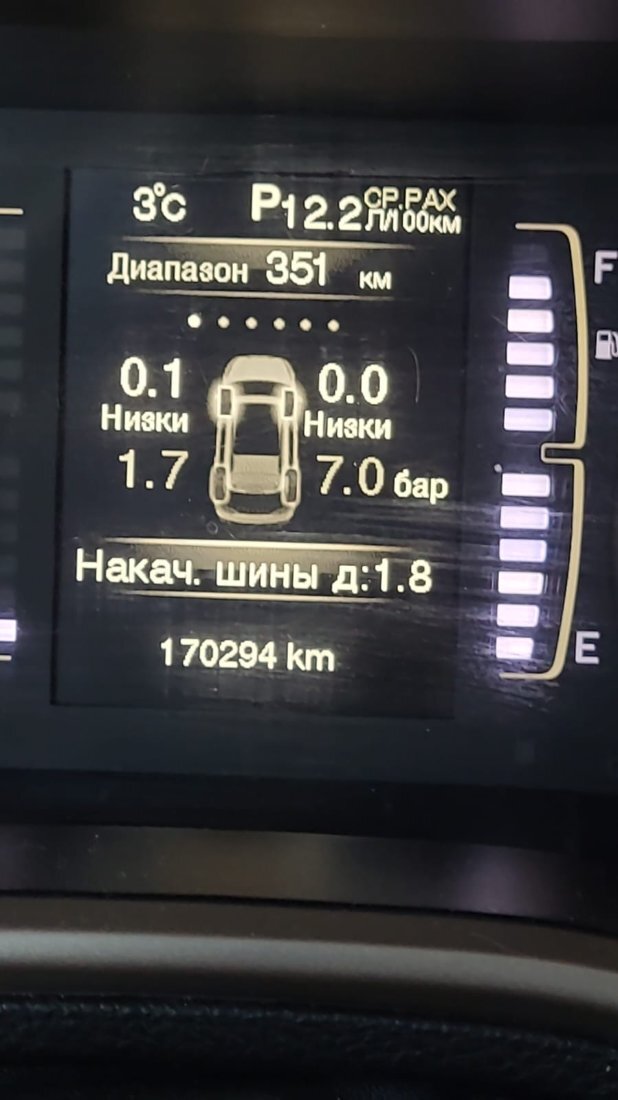 3°C P12.2 СР.РАХ
Л/100КМ
Диапазон 351 км
F
0.1 0.0
Низки Низки
1.7 7.0 бар
Накач. шины д:1.8
170294 km
E